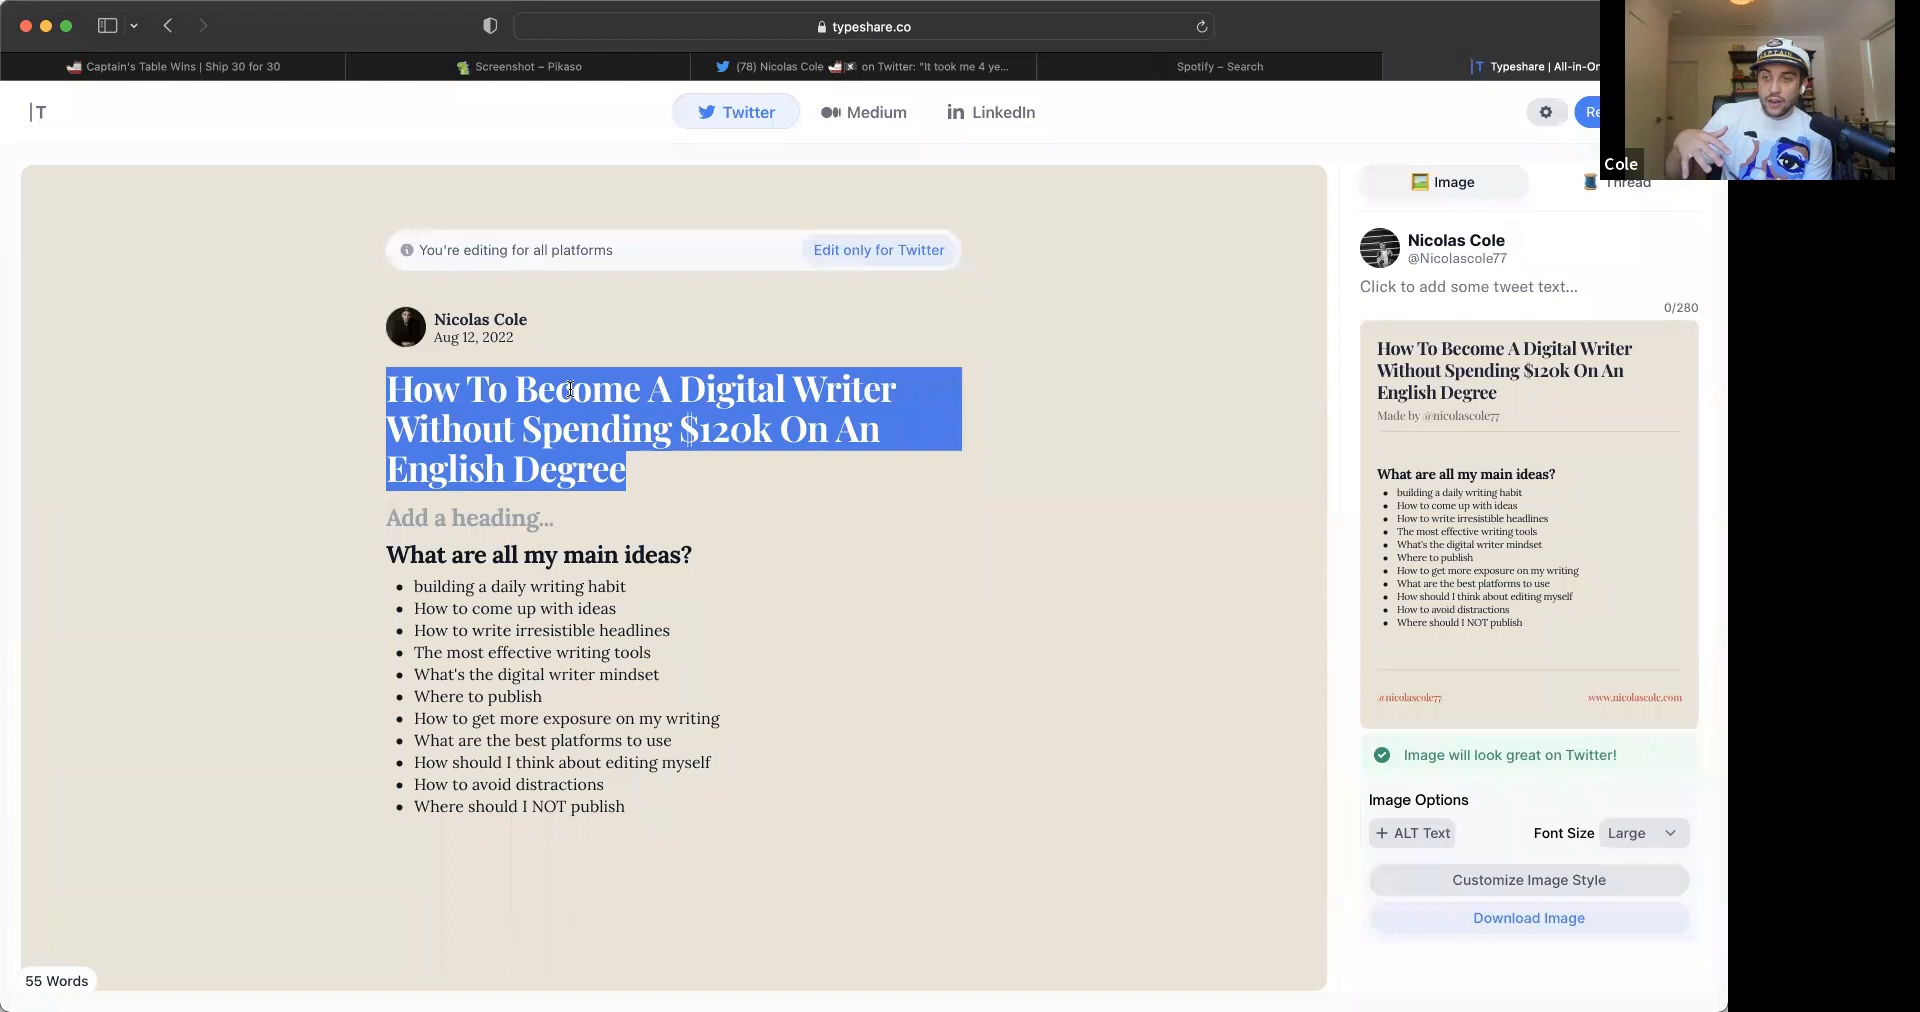 typeshare.co
Captain's Table Wins | Ship 30 for 30
Screenshot – Pikaso
(78) Nicolas Cole on Twitter: "It took me 4 ye...
Spotify – Search
Typeshare | All-in-On
|T
Twitter
Medium
LinkedIn
Re
CAPTAIN
Cole
You're editing for all platforms
Edit only for Twitter
Nicolas Cole
Aug 12, 2022
How To Become A Digital Writer
Without Spending $120k On An
English Degree
Add a heading...
What are all my main ideas?
• building a daily writing habit
• How to come up with ideas
• How to write irresistible headlines
• The most effective writing tools
• What's the digital writer mindset
• Where to publish
• How to get more exposure on my writing
• What are the best platforms to use
• How should I think about editing myself
• How to avoid distractions
• Where should I NOT publish
55 Words
Image
Thread
Nicolas Cole
@Nicolascole77
Click to add some tweet text...
0/280
How To Become A Digital Writer
Without Spending $120k On An
English Degree
Made by @nicolascole77
What are all my main ideas?
• building a daily writing habit
• How to come up with ideas
• How to write irresistible headlines
• The most effective writing tools
• What's the digital writer mindset
• Where to publish
• How to get more exposure on my writing
• What are the best platforms to use
• How should I think about editing myself
• How to avoid distractions
• Where should I NOT publish
@nicolascole77
www.nicolascole.com
Image will look great on Twitter!
Image Options
+ ALT Text
Font Size
Large
Customize Image Style
Download Image